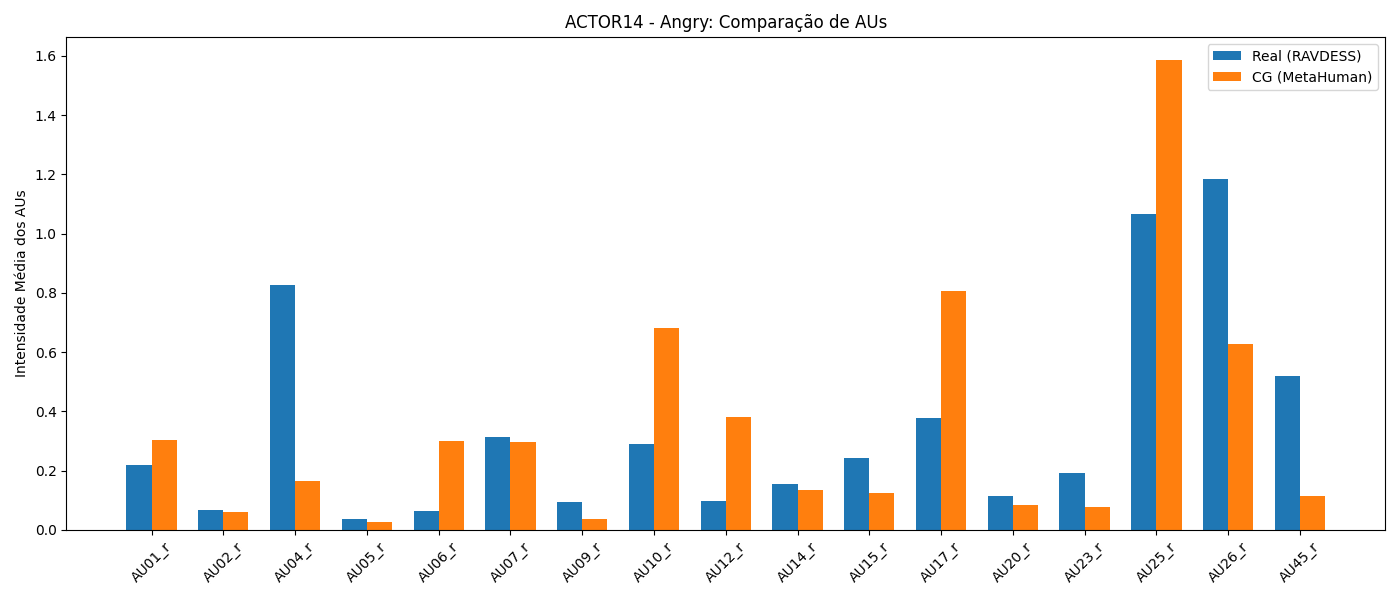 ACTOR14 - Angry: Comparação de AUs
Real (RAVDESS)
CG (MetaHuman)
Intensidade Média dos AUs
1.6
1.4
1.2
1.0
0.8
0.6
0.4
0.2
0.0
AU01_r
AU02_r
AU04_r
AU05_r
AU06_r
AU07_r
AU09_r
AU10_r
AU12_r
AU14_r
AU15_r
AU17_r
AU20_r
AU23_r
AU25_r
AU26_r
AU45_r